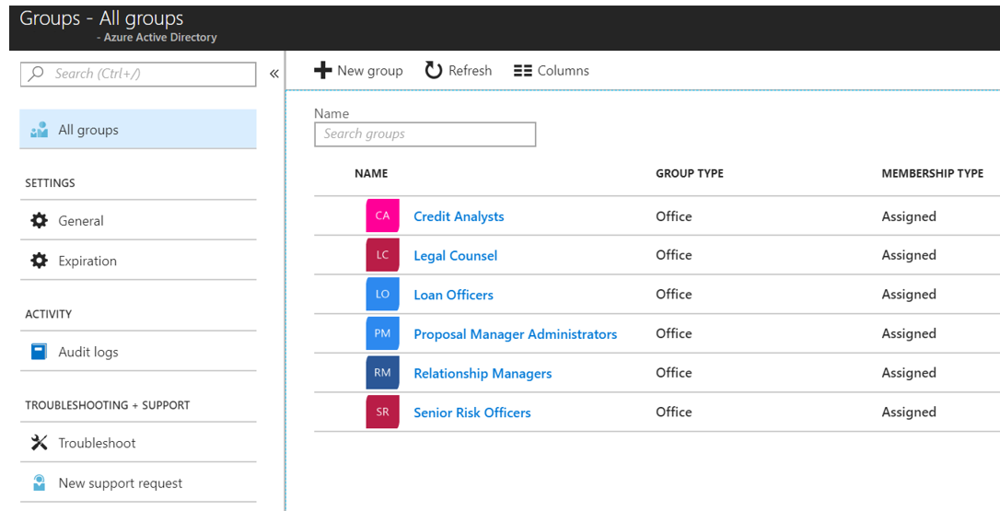 Groups - All groups
- Azure Active Directory
Search (Ctrl+/)
«
New group Refresh Columns
All groups
SETTINGS
General
Expiration
ACTIVITY
Audit logs
TROUBLESHOOTING + SUPPORT
Troubleshoot
New support request
Name
Search groups
NAME GROUP TYPE MEMBERSHIP TYPE
CA Credit Analysts Office Assigned
LC Legal Counsel Office Assigned
LO Loan Officers Office Assigned
PM Proposal Manager Administrators Office Assigned
RM Relationship Managers Office Assigned
SR Senior Risk Officers Office Assigned